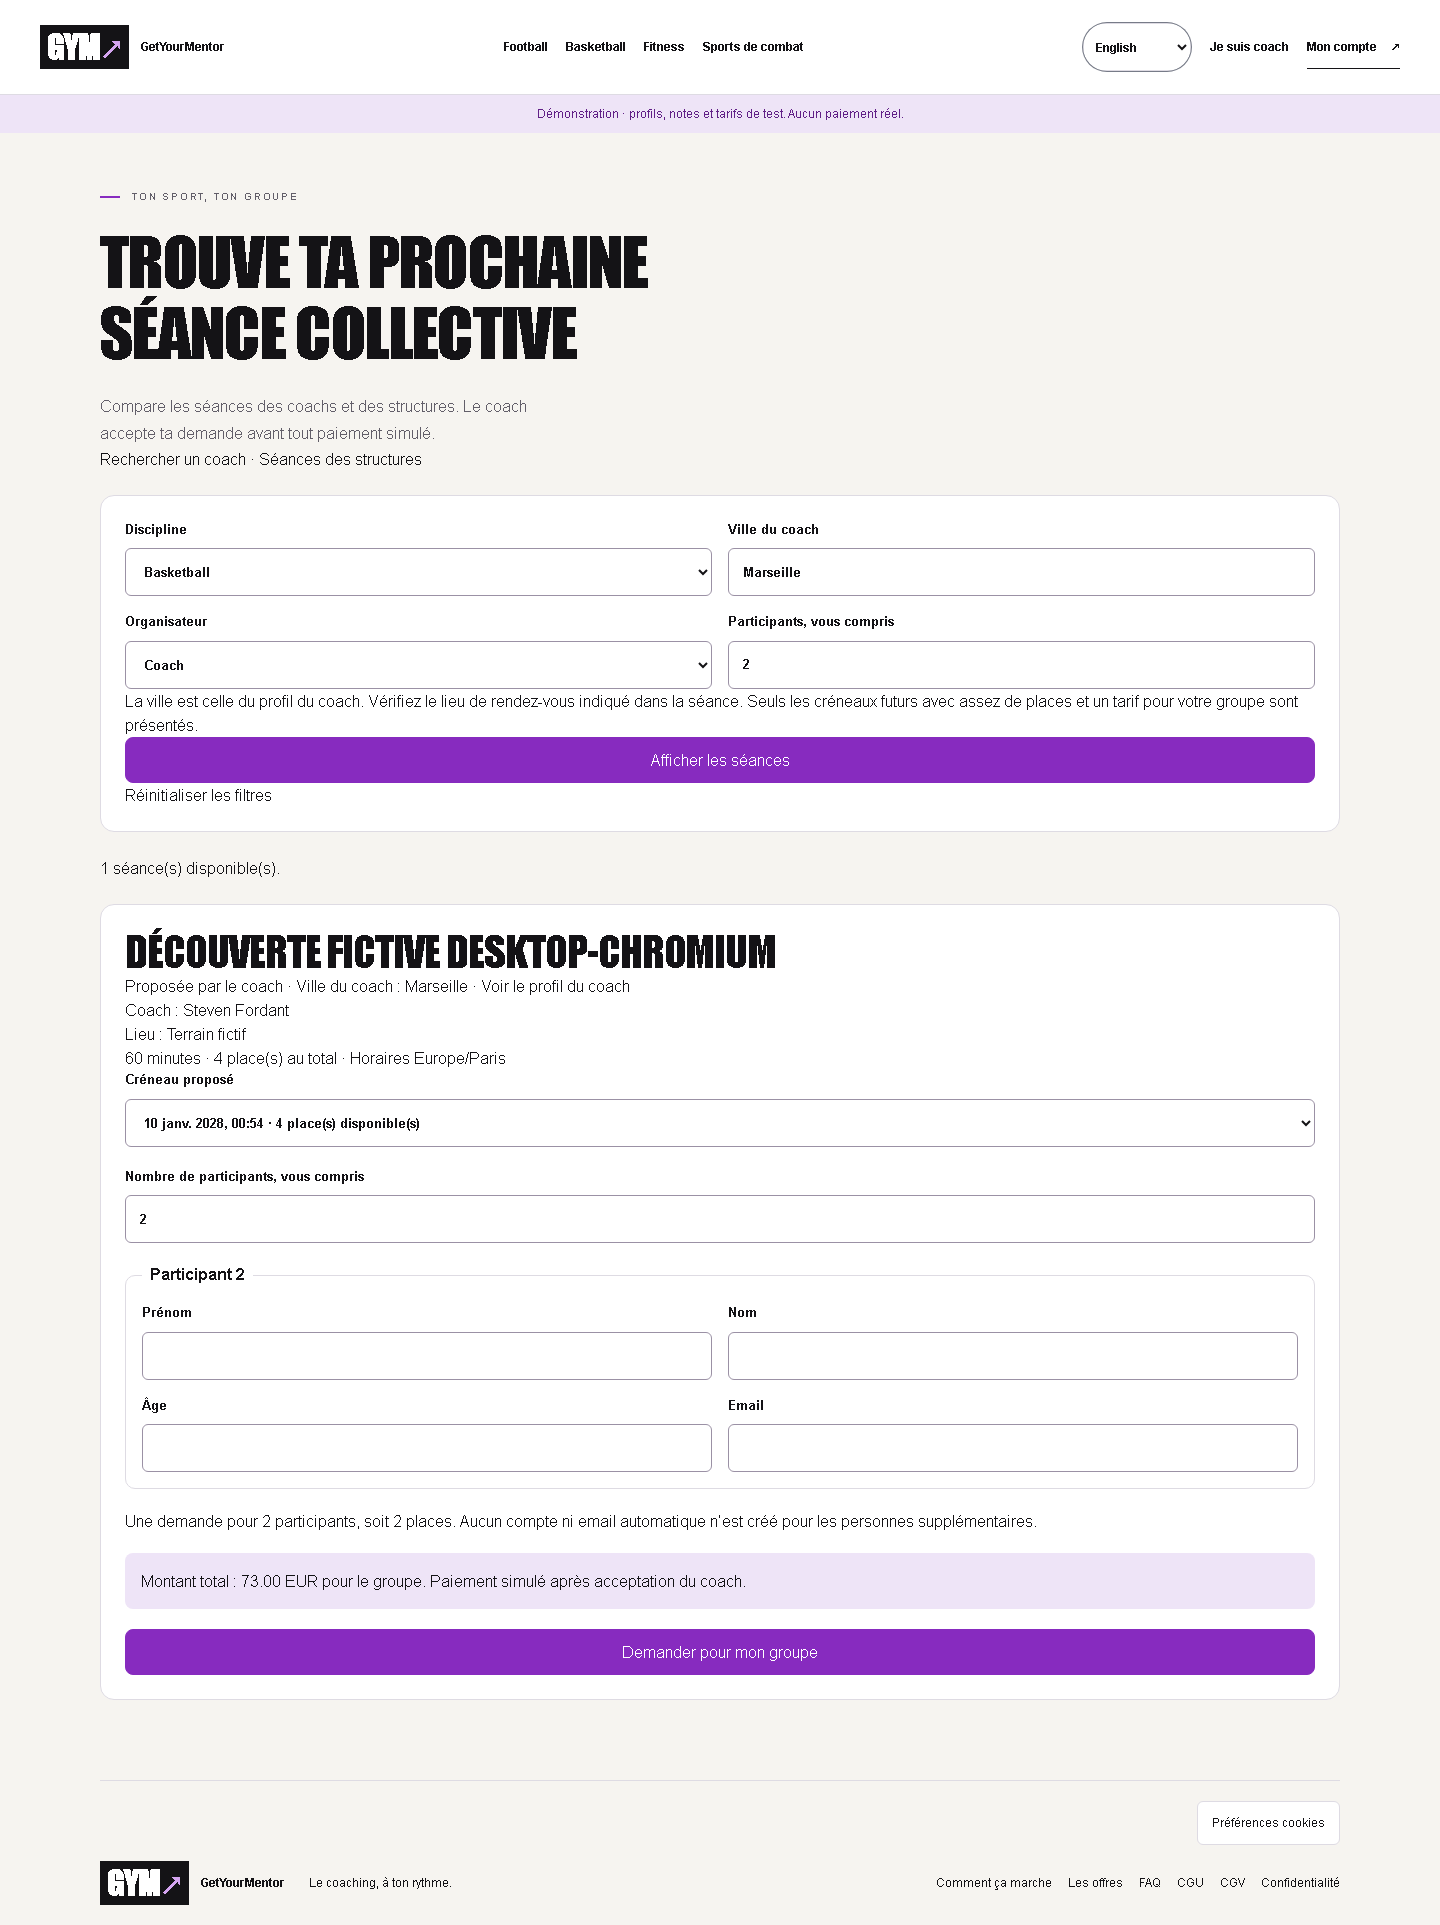 GYM↗ GetYourMentor Football Basketball Fitness Sports de combat English Je suis coach Mon compte ↗
Démonstration · profils, notes et tarifs de test. Aucun paiement réel.
TON SPORT, TON GROUPE
TROUVE TA PROCHAINE
SÉANCE COLLECTIVE
Compare les séances des coachs et des structures. Le coach
accepte ta demande avant tout paiement simulé.
Rechercher un coach · Séances des structures
Discipline Ville du coach
Basketball Marseille
Organisateur Participants, vous compris
Coach 2
La ville est celle du profil du coach. Vérifiez le lieu de rendez-vous indiqué dans la séance. Seuls les créneaux futurs avec assez de places et un tarif pour votre groupe sont
présentés.
Afficher les séances
Réinitialiser les filtres
1 séance(s) disponible(s).
DÉCOUVERTE FICTIVE DESKTOP-CHROMIUM
Proposée par le coach · Ville du coach : Marseille · Voir le profil du coach
Coach : Steven Fordant
Lieu : Terrain fictif
60 minutes · 4 place(s) au total · Horaires Europe/Paris
Créneau proposé
10 janv. 2028, 00:54 · 4 place(s) disponible(s)
Nombre de participants, vous compris
2
Participant 2
Prénom Nom
Âge Email
Une demande pour 2 participants, soit 2 places. Aucun compte ni email automatique n'est créé pour les personnes supplémentaires.
Montant total : 73.00 EUR pour le groupe. Paiement simulé après acceptation du coach.
Demander pour mon groupe
Préférences cookies
GYM↗ GetYourMentor Le coaching, à ton rythme. Comment ça marche Les offres FAQ CGU CGV Confidentialité